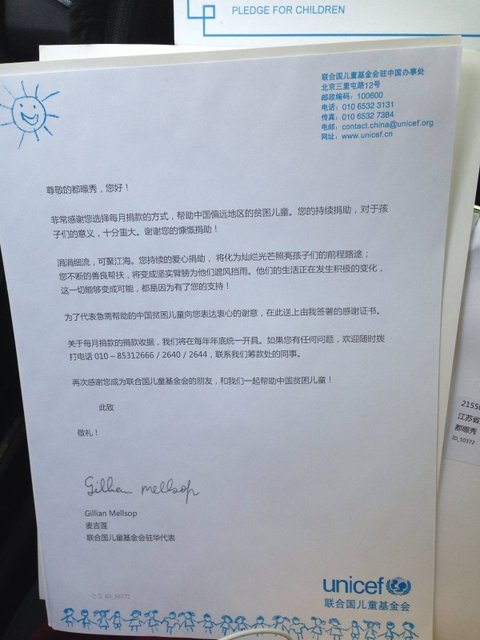 PLEDGE FOR CHILDREN
联合国儿童基金会驻中国办事处
北京三里屯路12号
邮政编码：100600
电话：010 6532 3131
传真：010 6532 7384
电邮：contact.china@unicef.org
网址：www.unicef.cn
尊敬的都眼秀，您好！
非常感谢您选择每月捐款的方式，帮助中国偏远地区的贫困儿童。您的持续捐助，对于孩
子们的意义，十分重大。谢谢您的慷慨捐助！
涓涓细流，可聚江海。您持续的爱心捐助，将化为灿烂光芒照亮孩子们的前程路途；
您不断的善良帮扶，将变成坚实臂膀为他们遮风挡雨。他们的生活正在发生积极的变化，
这一切能够变成可能，都是因为有了您的支持！
为了代表急需帮助的中国贫困儿童向您表达衷心的谢意，在此送上由我签署的感谢证书。
关于每月捐款的捐款收据，我们将在每年年底统一开具。如果您有任何问题，欢迎随时拨
打电话 010 – 85312666 / 2640 / 2644，联系我们筹款处的同事。
再次感谢您成为联合国儿童基金会的朋友，和我们一起帮助中国贫困儿童！
此致
敬礼！
Gillian Mellsop
Gillian Mellsop
麦吉莲
联合国儿童基金会驻华代表
ID_50372
unicef
联合国儿童基金会
2155
江苏省
都眼秀
ID_50372